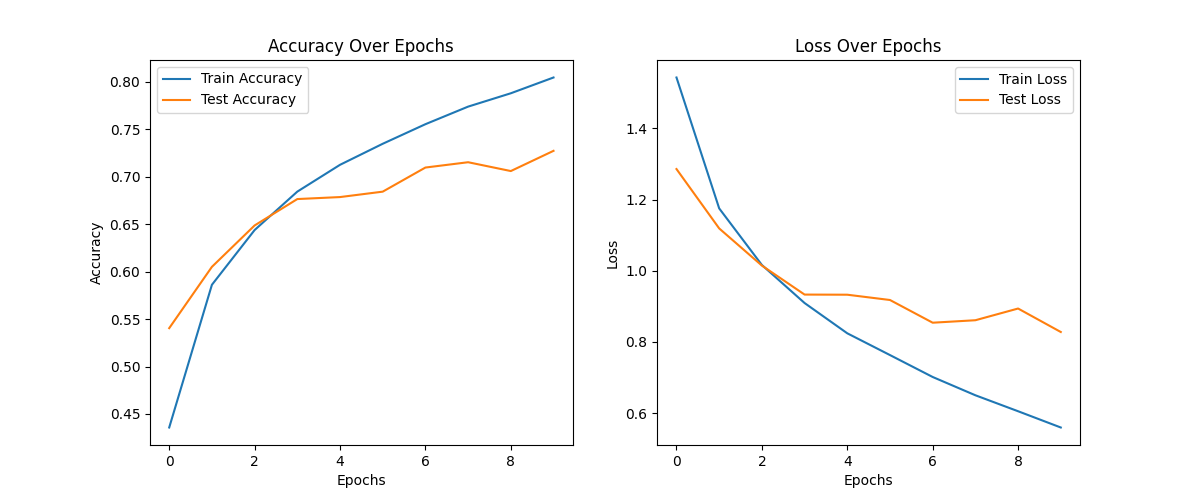 Accuracy Over Epochs
Train Accuracy
Test Accuracy
0.80
0.75
0.70
0.65
0.60
0.55
0.50
0.45
Accuracy
0 2 4 6 8
Epochs
Loss Over Epochs
Train Loss
Test Loss
1.4
1.2
1.0
0.8
0.6
Loss
0 2 4 6 8
Epochs